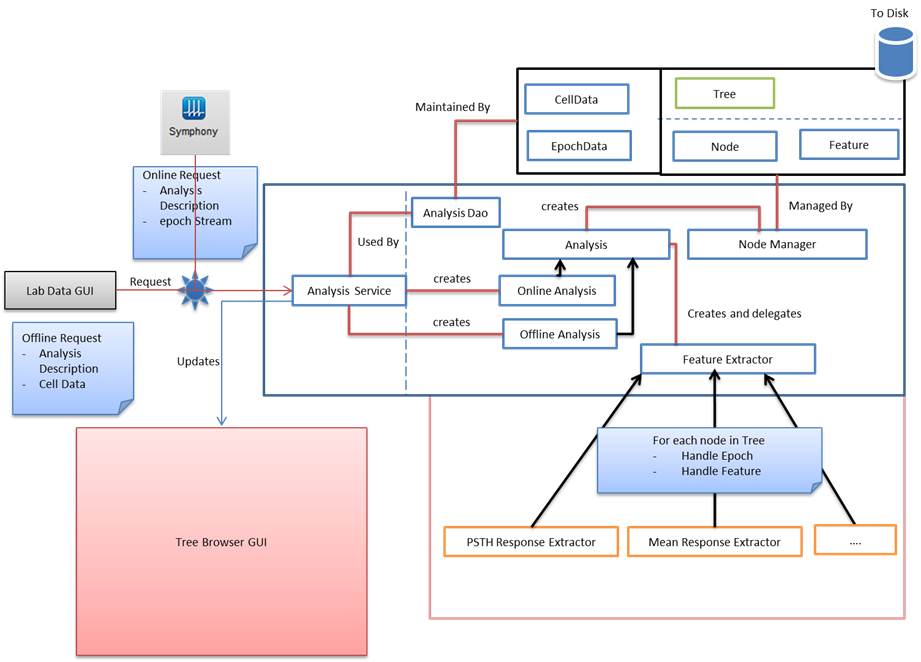 To Disk
CellData
Tree
Maintained By
Symphony
EpochData
Node
Feature
Online Request
- Analysis
Description
- epoch Stream
Analysis Dao
creates
Managed By
Used By
Analysis
Node Manager
Request
Lab Data GUI
Analysis Service
creates
Online Analysis
Creates and delegates
creates
Offline Analysis
Offline Request
- Analysis
Description
- Cell Data
Updates
Feature Extractor
For each node in Tree
- Handle Epoch
- Handle Feature
Tree Browser GUI
PSTH Response Extractor
Mean Response Extractor
....